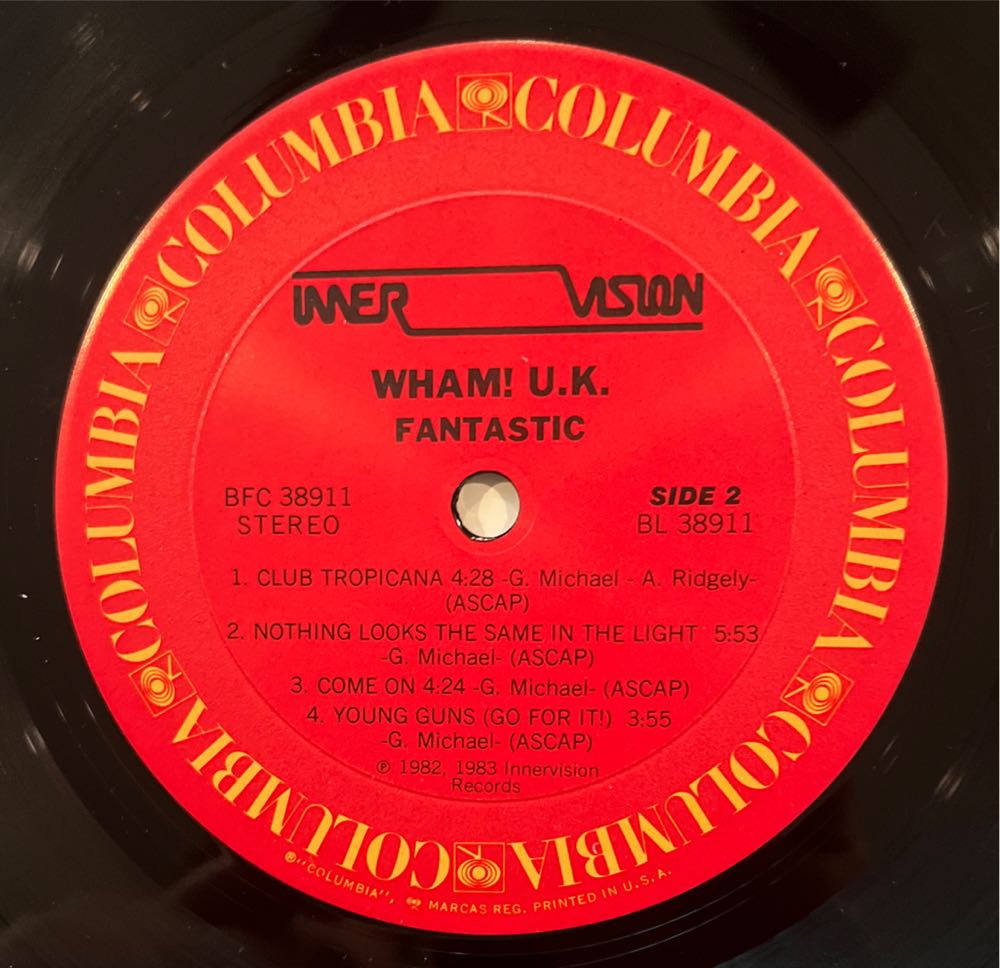 COLUMBIA COLUMBIA COLUMBIA COLUMBIA COLUMBIA COLUMBIA
INNER VISION
WHAM! U.K.
FANTASTIC
BFC 38911
STEREO
SIDE 2
BL 38911
1. CLUB TROPICANA 4:28 -G. Michael - A. Ridgely-
(ASCAP)
2. NOTHING LOOKS THE SAME IN THE LIGHT 5:53
-G. Michael- (ASCAP)
3. COME ON 4:24 -G. Michael- (ASCAP)
4. YOUNG GUNS (GO FOR IT!) 3:55
-G. Michael- (ASCAP)
℗ 1982, 1983 Innervision
Records
®"COLUMBIA", MARCAS REG. PRINTED IN U.S.A.